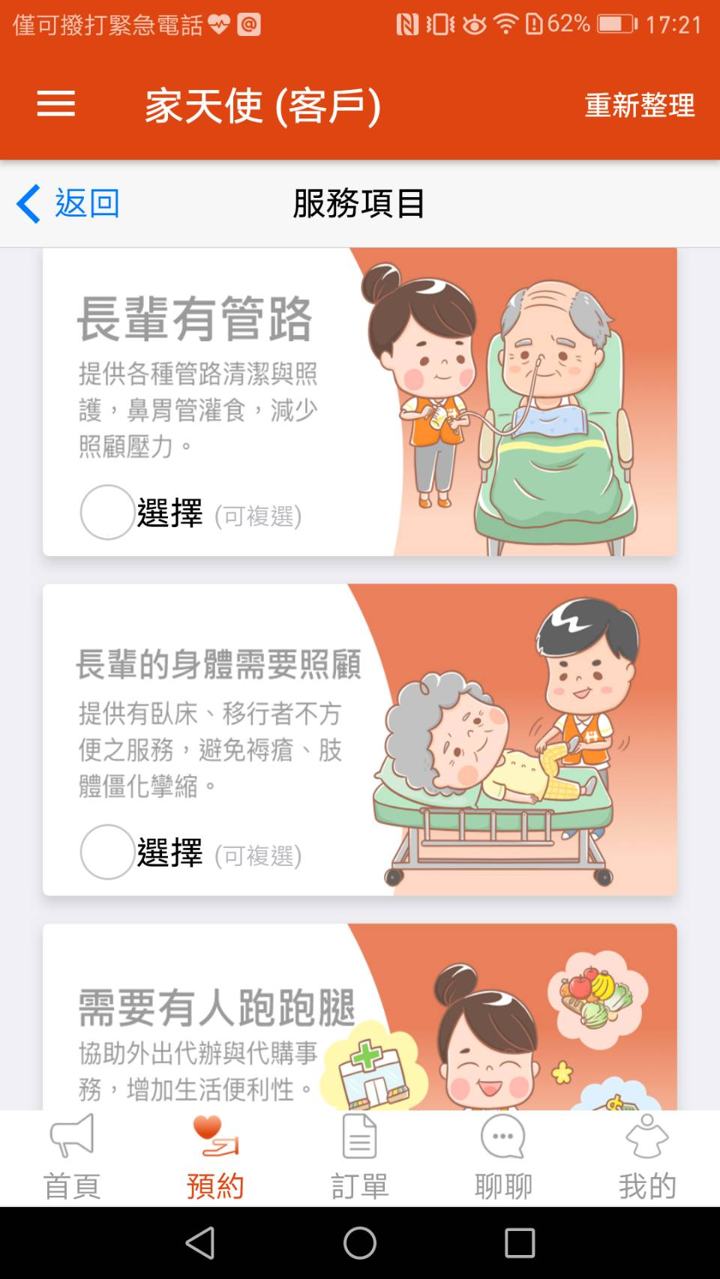 僅可撥打緊急電話 62% 17:21
家天使 (客戶) 重新整理
返回 服務項目
長輩有管路
提供各種管路清潔與照
護，鼻胃管灌食，減少
照顧壓力。
選擇 (可複選)
長輩的身體需要照顧
提供有臥床、移行者不方
便之服務，避免褥瘡、肢
體僵化攣縮。
選擇 (可複選)
需要有人跑跑腿
協助外出代辦與代購事
務，增加生活便利性。
首頁 預約 訂單 聊聊 我的